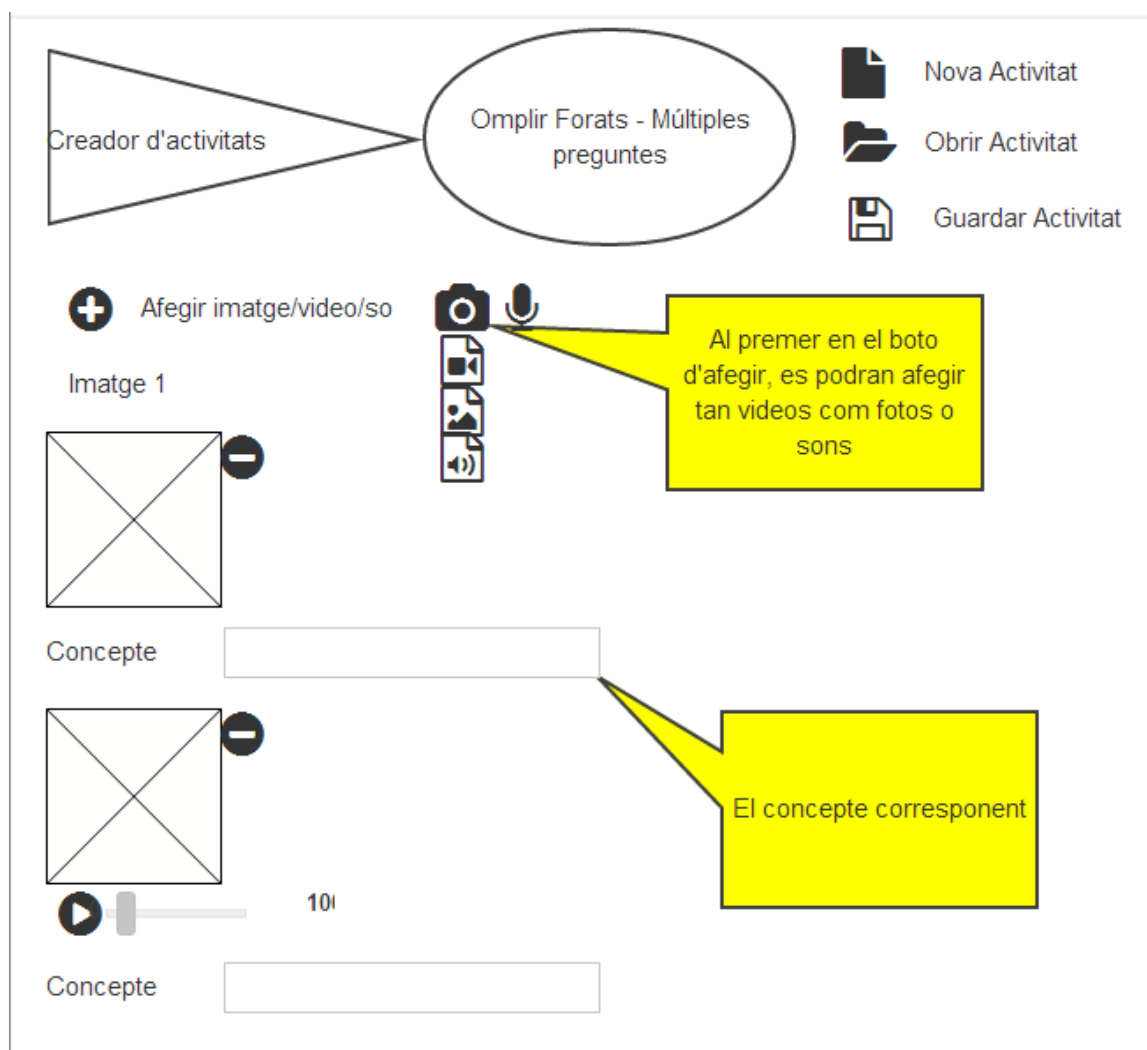 Creador d'activitats
Omplir Forats - Múltiples
preguntes
Nova Activitat
Obrir Activitat
Guardar Activitat
Afegir imatge/video/so
Al premer en el boto
d'afegir, es podran afegir
tan videos com fotos o
sons
Imatge 1
Concepte
El concepte corresponent
Concepte